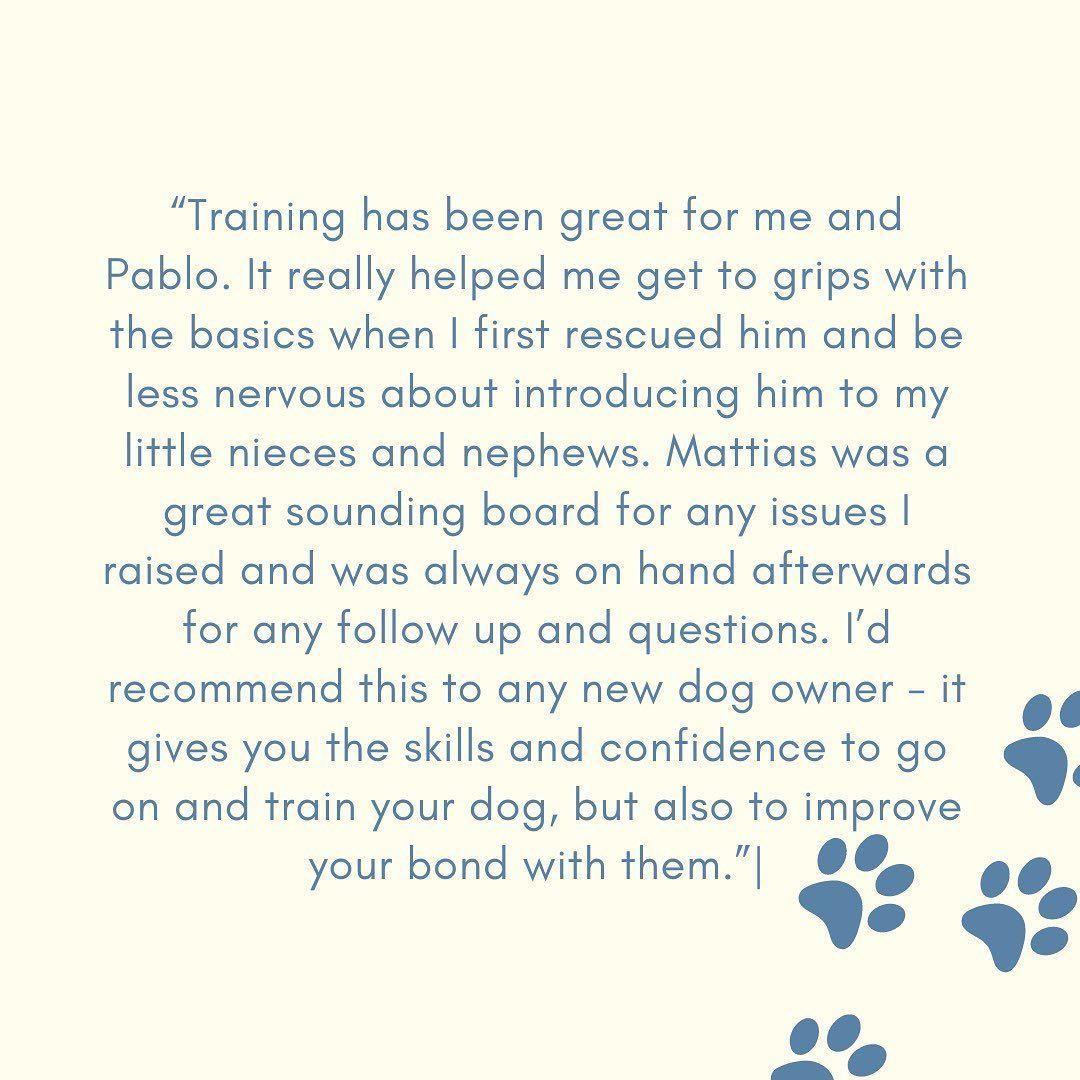 “Training has been great for me and
Pablo. It really helped me get to grips with
the basics when I first rescued him and be
less nervous about introducing him to my
little nieces and nephews. Mattias was a
great sounding board for any issues I
raised and was always on hand afterwards
for any follow up and questions. I’d
recommend this to any new dog owner – it
gives you the skills and confidence to go
on and train your dog, but also to improve
your bond with them.”|